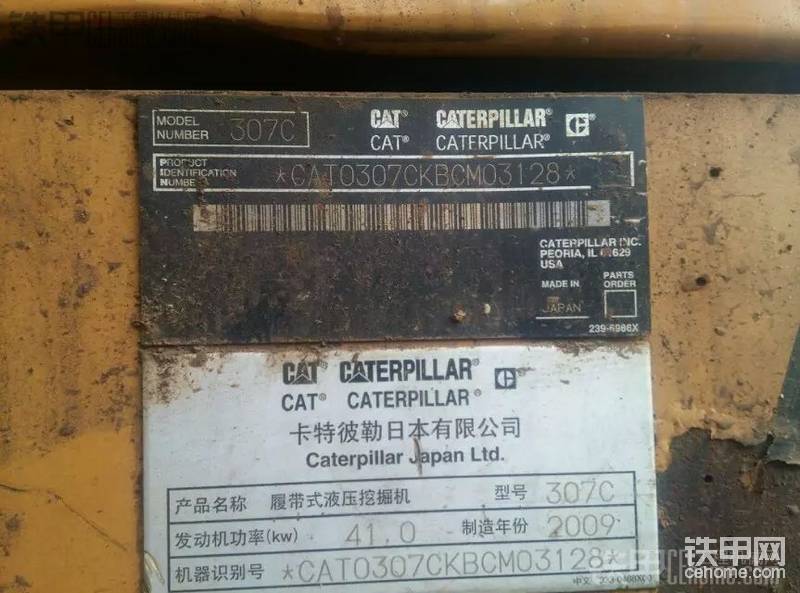 MODEL NUMBER 307C
CAT® CATERPILLAR®
CAT® CATERPILLAR®
PRODUCT IDENTIFICATION NUMBE *CAT0307CKBCM03128*
CATERPILLAR INC.
PEORIA, IL 61629
USA
MADE IN
JAPAN
PARTS ORDER
CAT CATERPILLAR®
CAT® CATERPILLAR®
卡特彼勒日本有限公司
Caterpillar Japan Ltd.
产品名称 履带式液压挖掘机 型号 307C
发动机功率(kw) 41.0 制造年份 2009
机器识别号 *CAT0307CKBCM03128*
中文
铁甲网
cehome.com